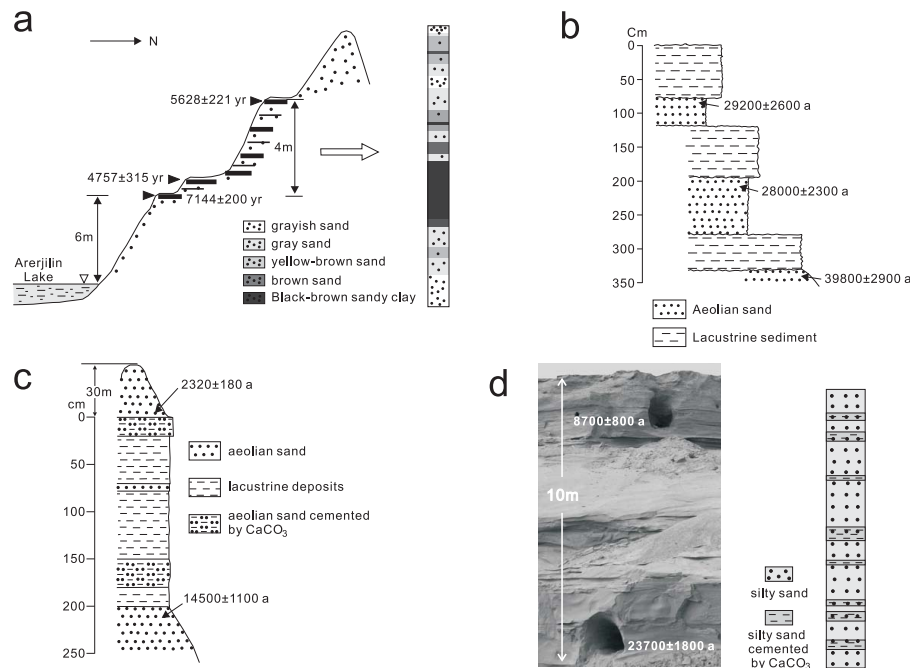 a
N
5628±221 yr
4m
4757±315 yr
7144±200 yr
6m
Arerjilin
Lake
grayish sand
gray sand
yellow-brown sand
brown sand
Black-brown sandy clay
b
Cm
0
50
100
150
200
250
300
350
29200±2600 a
28000±2300 a
39800±2900 a
Aeolian sand
Lacustrine sediment
c
30m
cm
0
50
100
150
200
250
2320±180 a
14500±1100 a
aeolian sand
lacustrine deposits
aeolian sand cemented
by CaCO₃
d
8700±800 a
10m
23700±1800 a
silty sand
silty sand
cemented
by CaCO₃